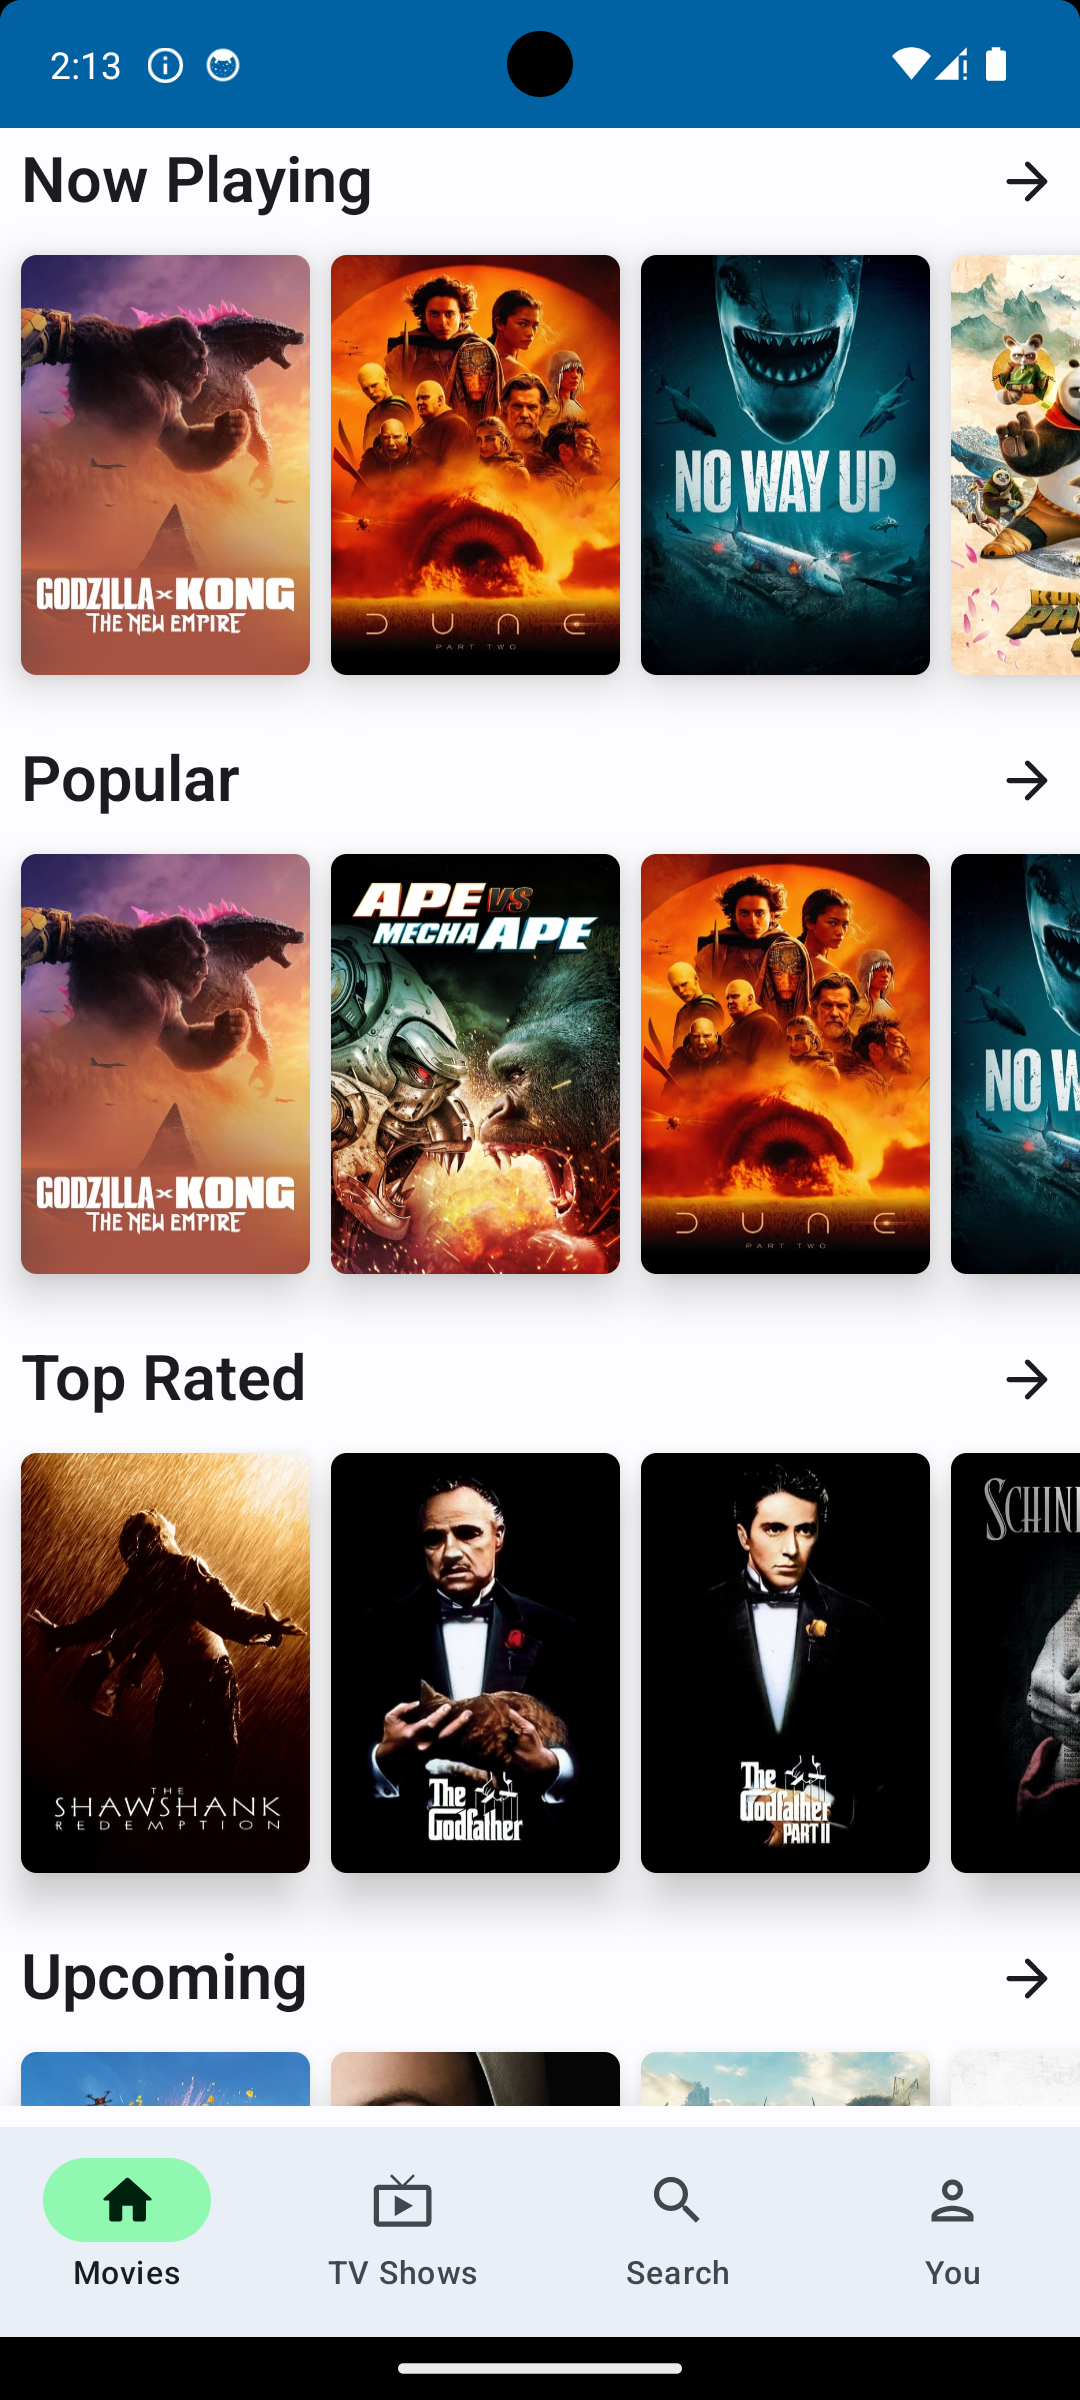 2:13
Now Playing
GODZILLA × KONG
THE NEW EMPIRE
DUNE
PART TWO
NO WAY UP
Popular
GODZILLA × KONG
THE NEW EMPIRE
APE VS
MECHA APE
DUNE
PART TWO
NO W
Top Rated
THE
SHAWSHANK
REDEMPTION
The
Godfather
The
Godfather
PART II
SCHIN
Upcoming
Movies
TV Shows
Search
You